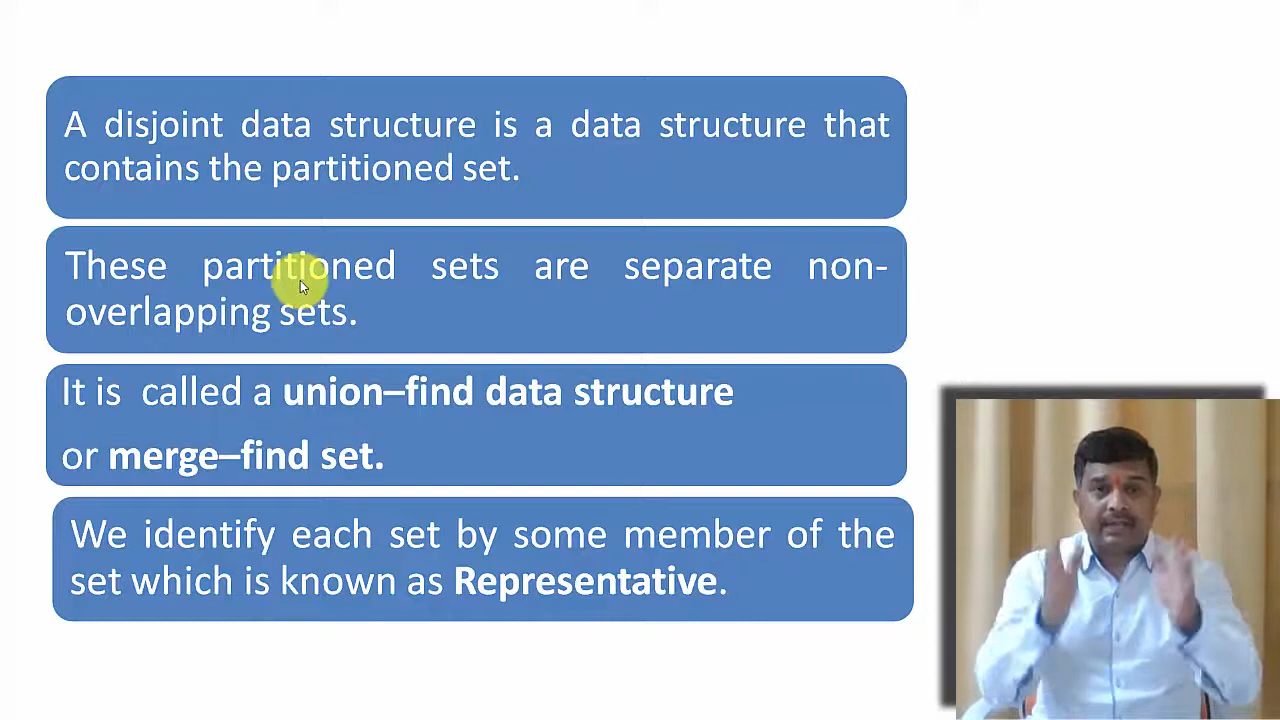 A disjoint data structure is a data structure that
contains the partitioned set.
These partitioned sets are separate non-
overlapping sets.
It is called a union–find data structure
or merge–find set.
We identify each set by some member of the
set which is known as Representative.